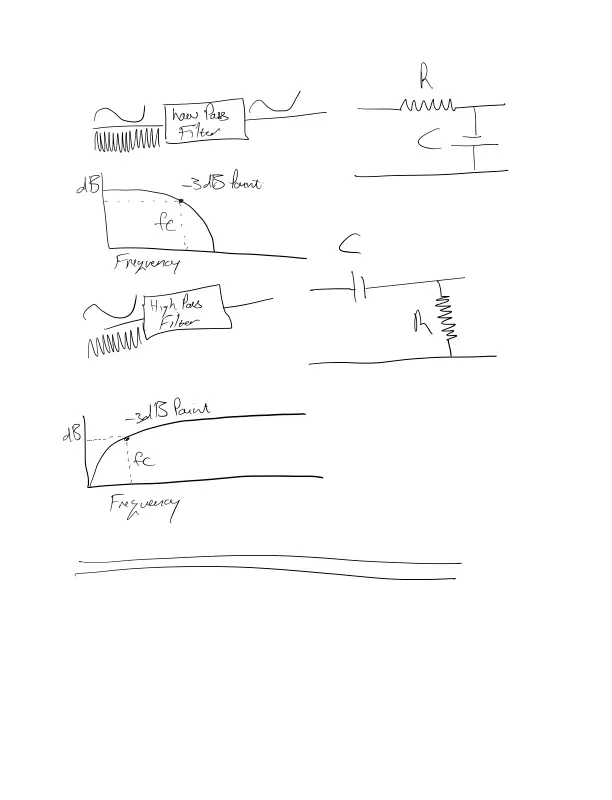 R
Low Pass
Filter
C
dB
-3dB Point
fc
Frequency
C
High Pass
Filter
R
-3dB Point
dB
fc
Frequency